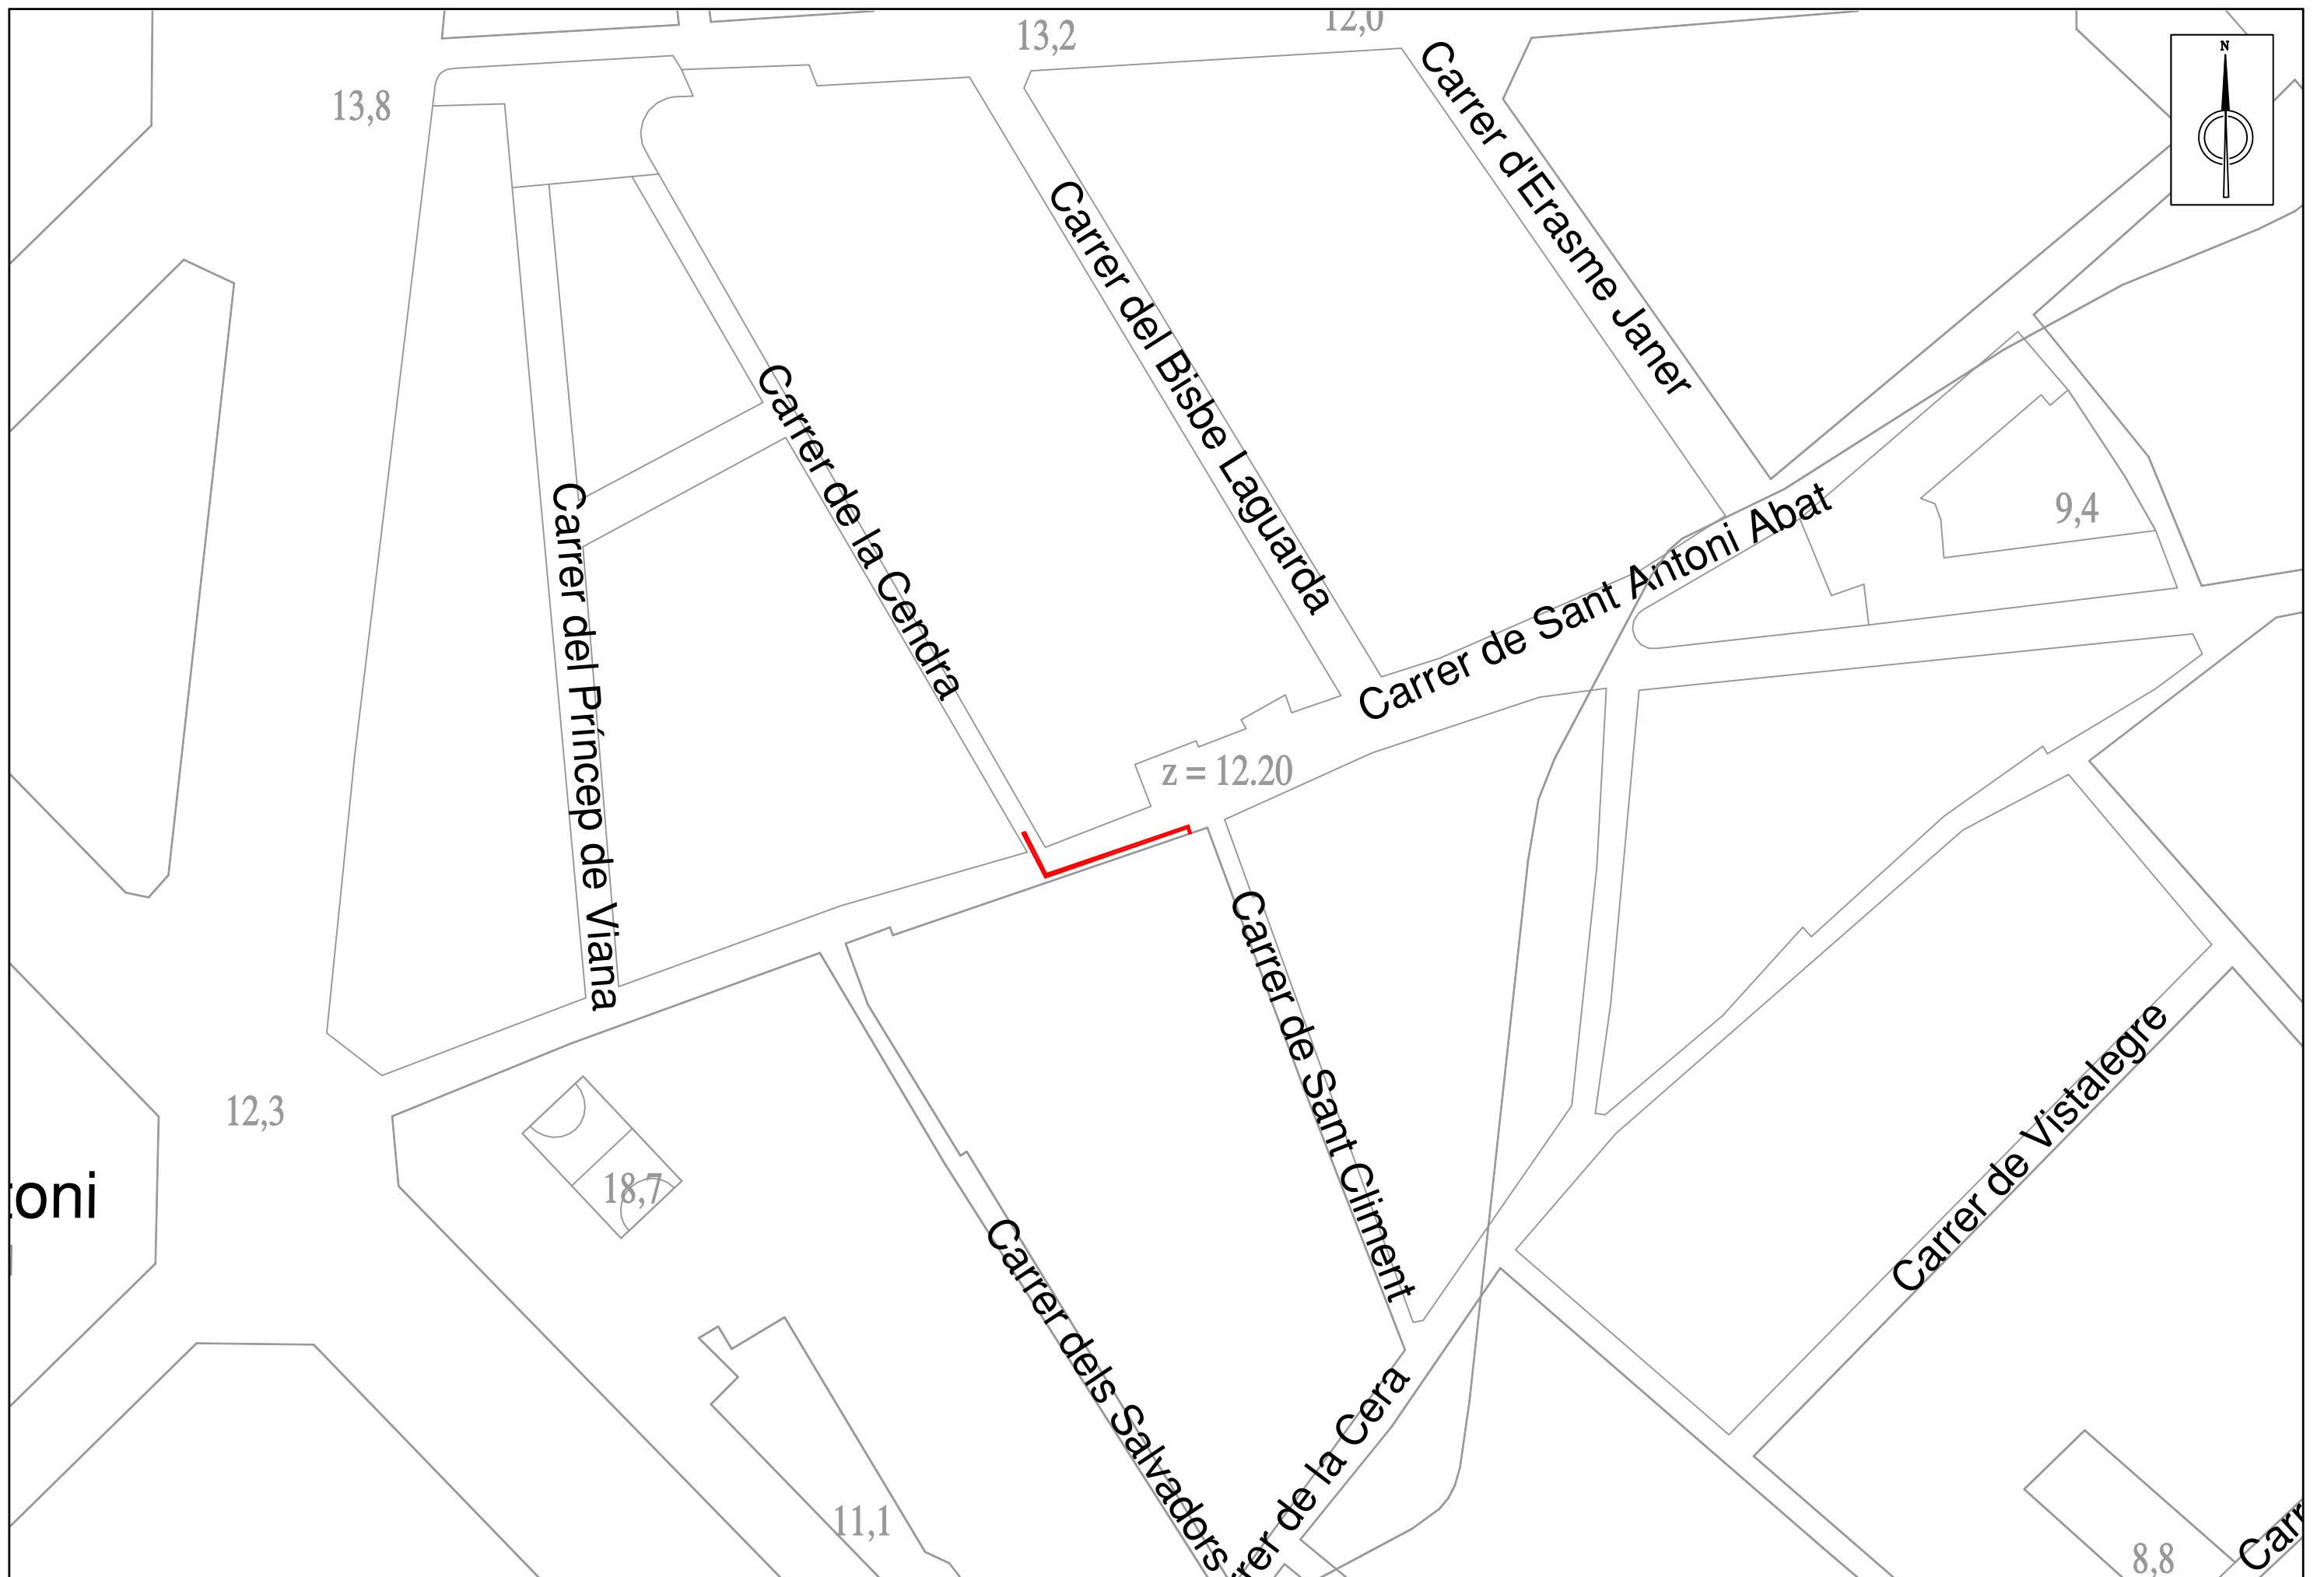 12,0
13,2
N
13,8
Carrer d'Erasme Janer
Carrer del Bisbe Laguarda
Carrer de la Cendra
Carrer del Príncep de Viana
9,4
Carrer de Sant Antoni Abat
z = 12.20
Carrer de Sant Climent
Carrer de Vistalegre
12,3
toni
18,7
Carrer dels Salvadors
rrer de la Cera
11,1
8,8
Carr